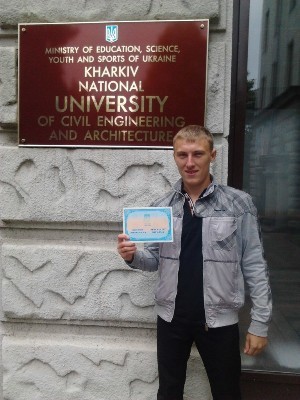 MINISTRY OF EDUCATION, SCIENCE,
YOUTH AND SPORTS OF UKRAINE
KHARKIV
NATIONAL
UNIVERSITY
OF CIVIL ENGINEERING
AND ARCHITECTURE